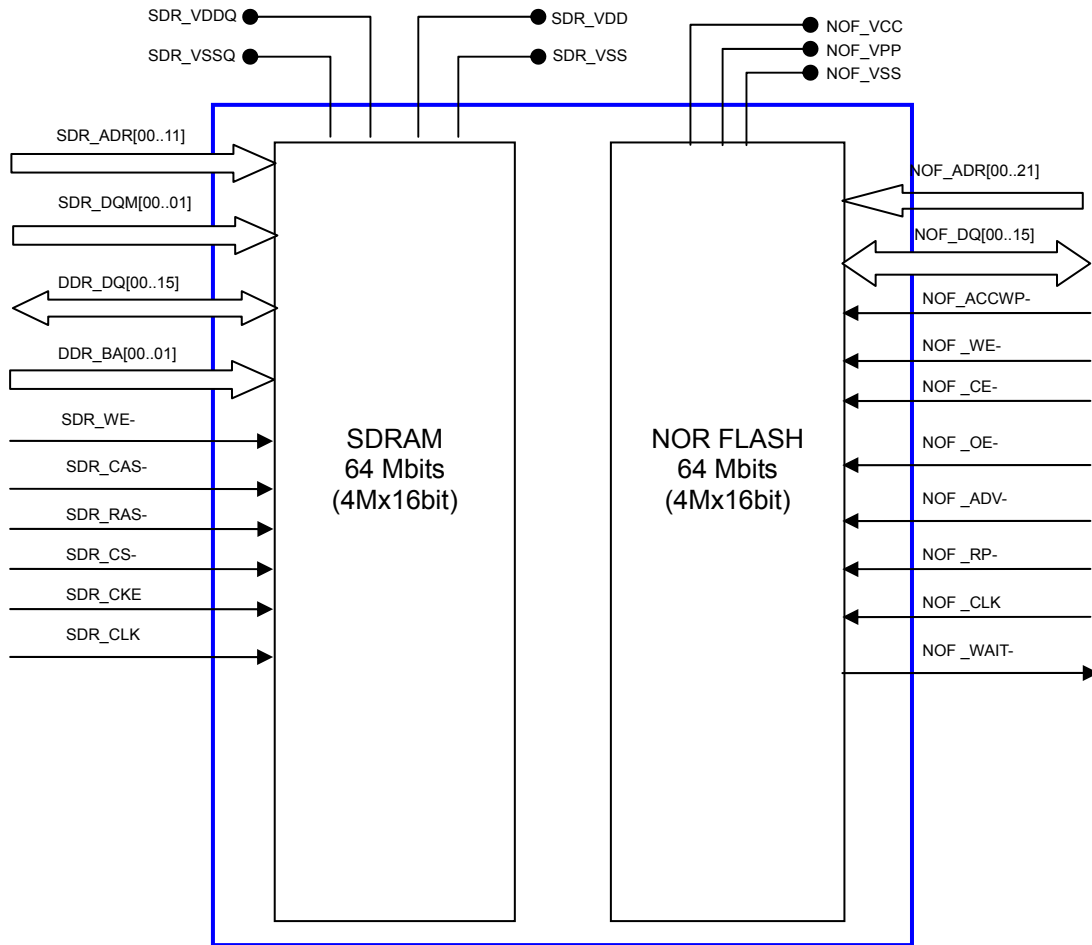 SDR_VDDQ
SDR_VDD
NOF_VCC
NOF_VPP
SDR_VSSQ
SDR_VSS
NOF_VSS
SDR_ADR[00..11]
SDR_DQM[00..01]
DDR_DQ[00..15]
DDR_BA[00..01]
SDR_WE-
SDR_CAS-
SDR_RAS-
SDR_CS-
SDR_CKE
SDR_CLK
SDRAM
64 Mbits
(4Mx16bit)
NOR FLASH
64 Mbits
(4Mx16bit)
NOF_ADR[00..21]
NOF_DQ[00..15]
NOF_ACCWP-
NOF _WE-
NOF _CE-
NOF _OE-
NOF _ADV-
NOF _RP-
NOF _CLK
NOF _WAIT-